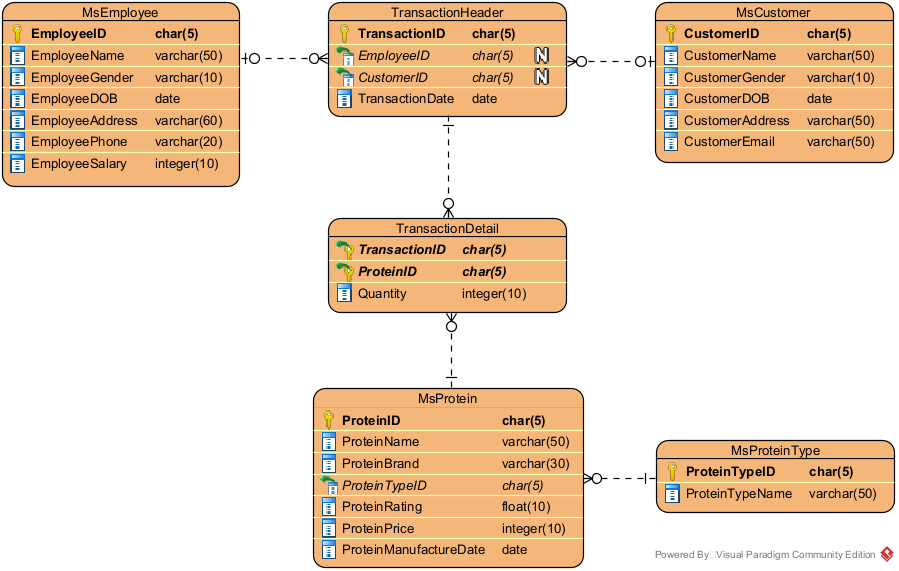 MsEmployee
EmployeeID char(5)
EmployeeName varchar(50)
EmployeeGender varchar(10)
EmployeeDOB date
EmployeeAddress varchar(60)
EmployeePhone varchar(20)
EmployeeSalary integer(10)
TransactionHeader
TransactionID char(5)
EmployeeID char(5) N
CustomerID char(5) N
TransactionDate date
MsCustomer
CustomerID char(5)
CustomerName varchar(50)
CustomerGender varchar(10)
CustomerDOB date
CustomerAddress varchar(50)
CustomerEmail varchar(50)
TransactionDetail
TransactionID char(5)
ProteinID char(5)
Quantity integer(10)
MsProtein
ProteinID char(5)
ProteinName varchar(50)
ProteinBrand varchar(30)
ProteinTypeID char(5)
ProteinRating float(10)
ProteinPrice integer(10)
ProteinManufactureDate date
MsProteinType
ProteinTypeID char(5)
ProteinTypeName varchar(50)
Powered By Visual Paradigm Community Edition